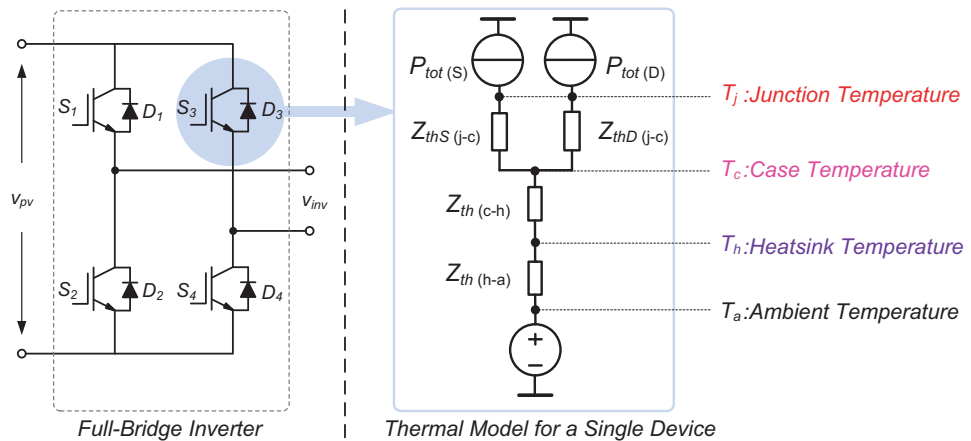 S1
D1
S3
D3
vpv
vinv
S2
D2
S4
D4
Full-Bridge Inverter
Ptot (S)
Ptot (D)
Tj :Junction Temperature
ZthS (j-c)
ZthD (j-c)
Tc:Case Temperature
Zth (c-h)
Th:Heatsink Temperature
Zth (h-a)
Ta:Ambient Temperature
+
−
Thermal Model for a Single Device